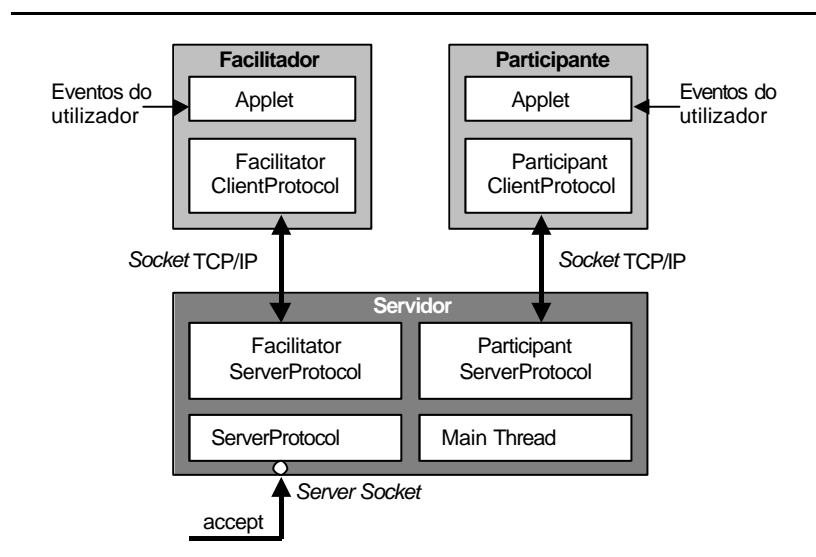 Facilitador
Participante
Eventos do
utilizador
Applet
Applet
Eventos do
utilizador
Facilitator
ClientProtocol
Participant
ClientProtocol
Socket TCP/IP
Socket TCP/IP
Servidor
Facilitator
ServerProtocol
Participant
ServerProtocol
ServerProtocol
Main Thread
Server Socket
accept